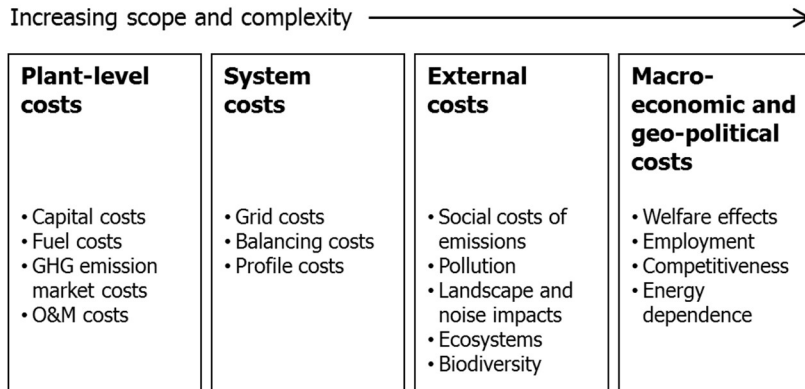 Increasing scope and complexity
Plant-level
costs
• Capital costs
• Fuel costs
• GHG emission
market costs
• O&M costs
System
costs
• Grid costs
• Balancing costs
• Profile costs
External
costs
• Social costs of
emissions
• Pollution
• Landscape and
noise impacts
• Ecosystems
• Biodiversity
Macro-
economic and
geo-political
costs
• Welfare effects
• Employment
• Competitiveness
• Energy
dependence